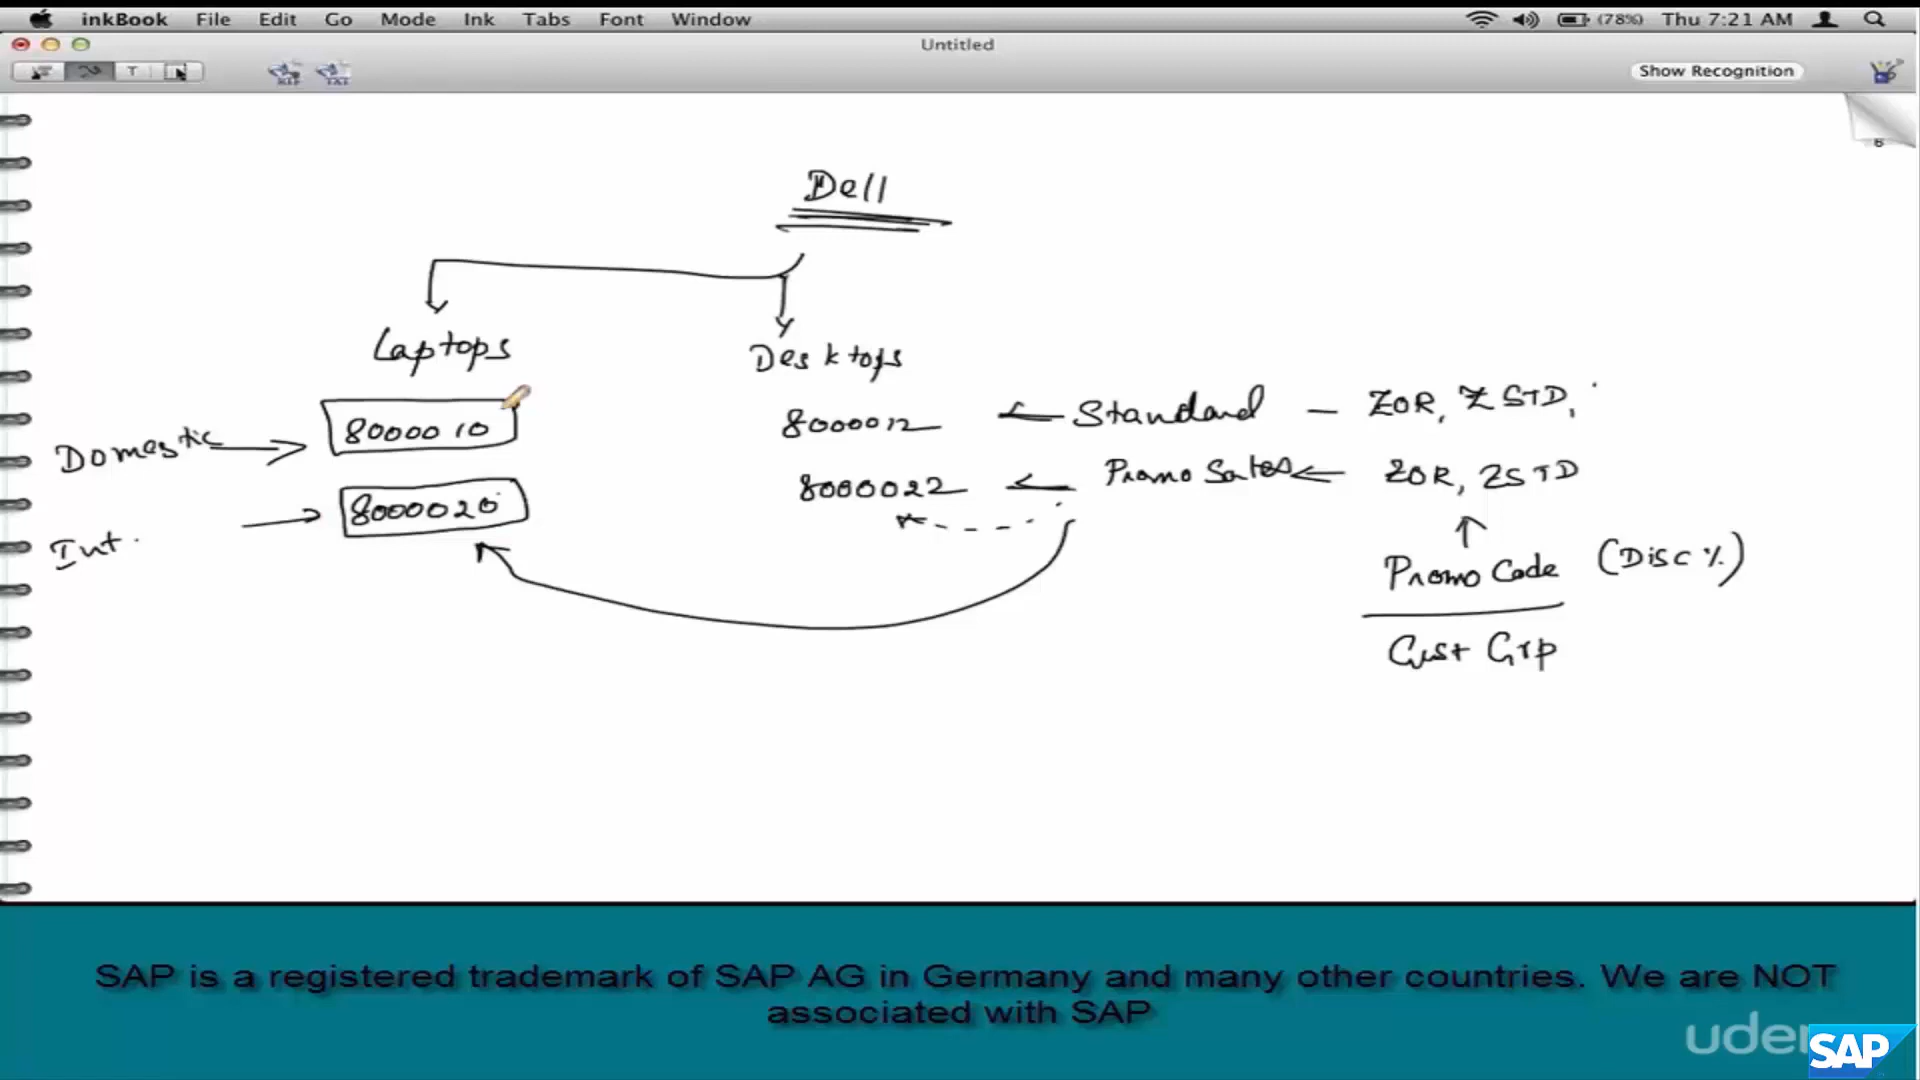 inkBook File Edit Go Mode Ink Tabs Font Window (78%) Thu 7:21 AM
Untitled
T Show Recognition
6
Dell
Laptops Desktops
Domestic 8000010 8000012 Standard - ZOR, ZSTD,
Int. 8000020 8000022 Promo Sales ZOR, ZSTD
Promo Code (Disc %)
Cust Grp
SAP is a registered trademark of SAP AG in Germany and many other countries. We are NOT
associated with SAP
SAP